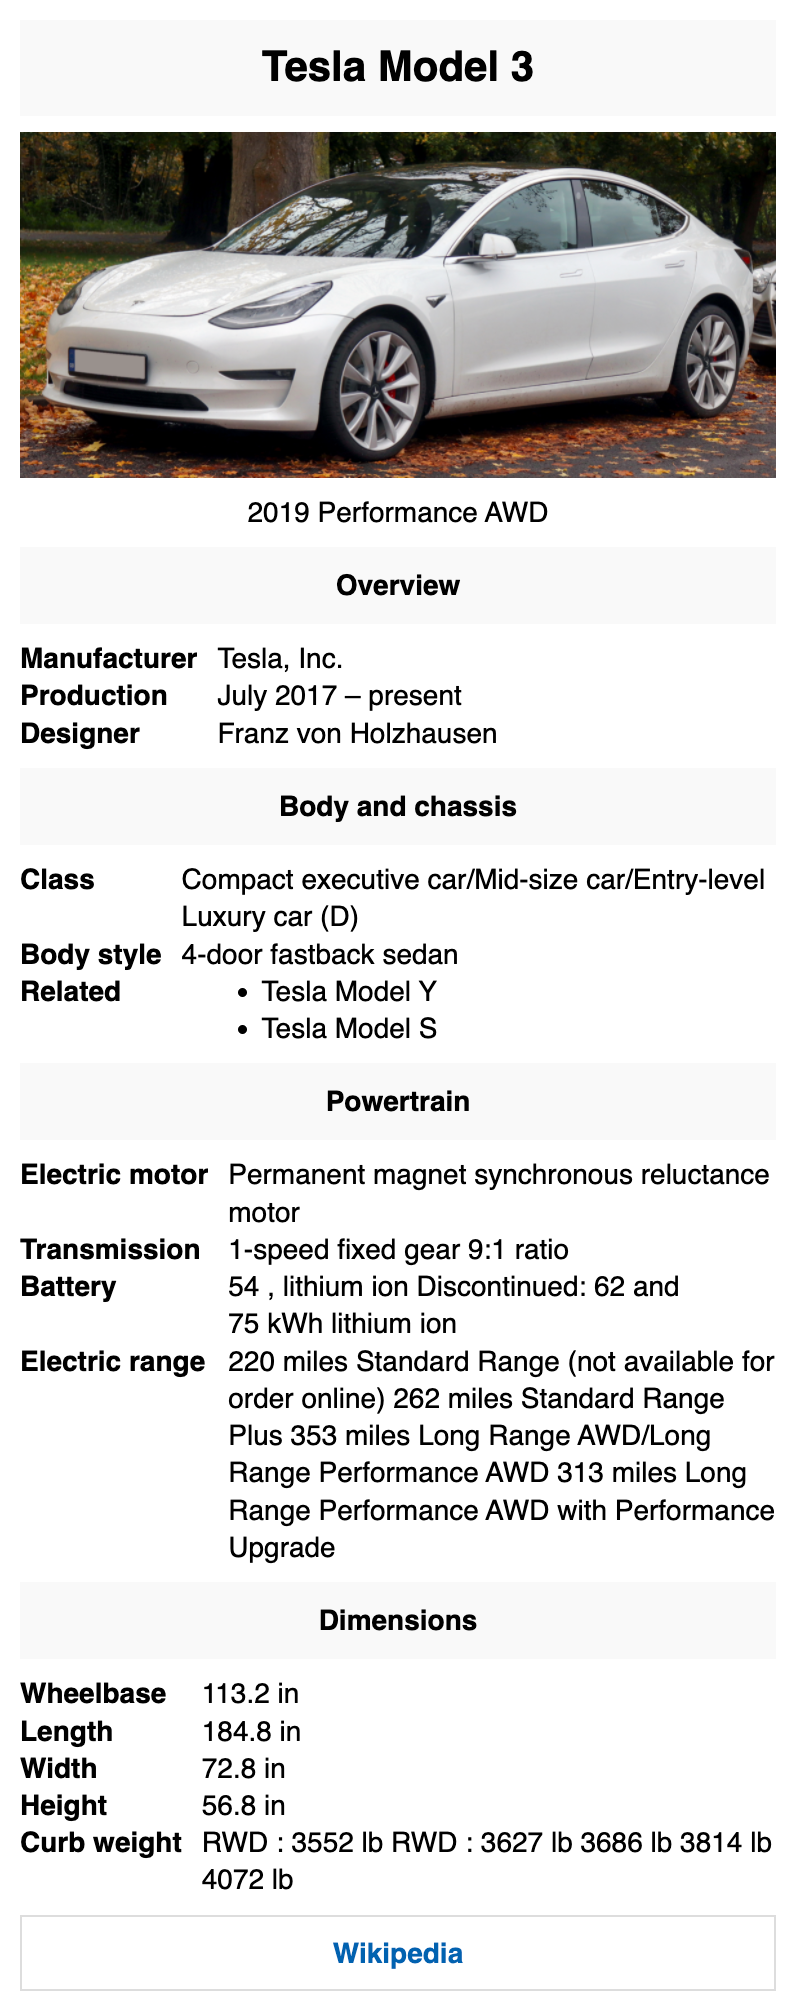 Tesla Model 3
2019 Performance AWD
Overview
Manufacturer Tesla, Inc.
Production July 2017 – present
Designer Franz von Holzhausen
Body and chassis
Class Compact executive car/Mid-size car/Entry-level
Luxury car (D)
Body style 4-door fastback sedan
Related • Tesla Model Y
• Tesla Model S
Powertrain
Electric motor Permanent magnet synchronous reluctance
motor
Transmission 1-speed fixed gear 9:1 ratio
Battery 54 , lithium ion Discontinued: 62 and
75 kWh lithium ion
Electric range 220 miles Standard Range (not available for
order online) 262 miles Standard Range
Plus 353 miles Long Range AWD/Long
Range Performance AWD 313 miles Long
Range Performance AWD with Performance
Upgrade
Dimensions
Wheelbase 113.2 in
Length 184.8 in
Width 72.8 in
Height 56.8 in
Curb weight RWD : 3552 lb RWD : 3627 lb 3686 lb 3814 lb
4072 lb
Wikipedia